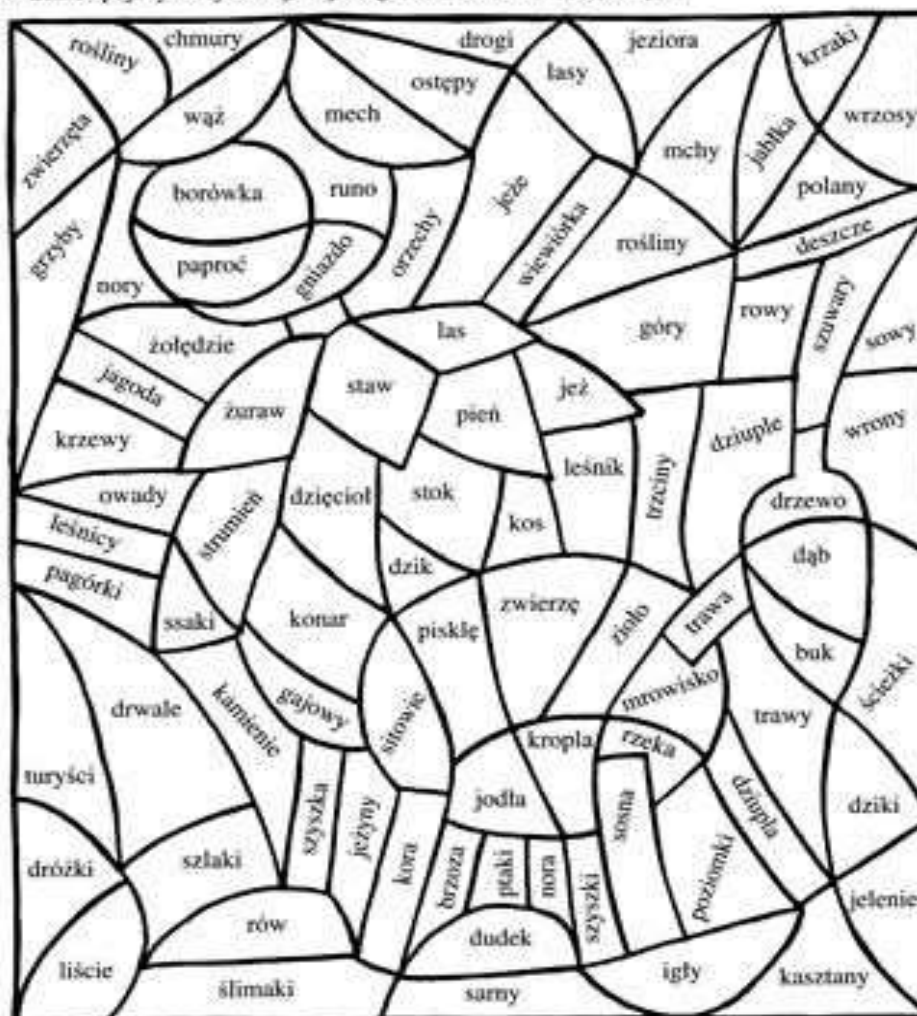 rośliny
chmury
drogi
jeziora
krzaki
lasy
ostępy
wrzosy
wąż
mech
mchy
jabłka
zwierzęta
borówka
runo
jeże
wiewiórka
polany
rośliny
deszcze
grzyby
orzechy
paproć
gniazdo
nory
szuwary
żołędzie
las
góry
rowy
sowy
jagoda
staw
jeż
żuraw
pień
krzewy
dziuple
wrony
leśnik
trzciny
owady
strumień
dzięcioł
stok
drzewo
leśnicy
kos
dąb
dzik
pagórki
ssaki
konar
pisklę
zwierzę
zioło
trawa
buk
mrowisko
ścieżki
gajowy
sitowie
drwale
kamienie
trawy
kropla
rzeka
turyści
jodła
dziupla
dziki
szyszka
jeżyny
sosna
kora
dróżki
szlaki
brzoza
ptaki
nora
szyszki
poziomki
jelenie
rów
dudek
liście
igły
kasztany
ślimaki
sarny